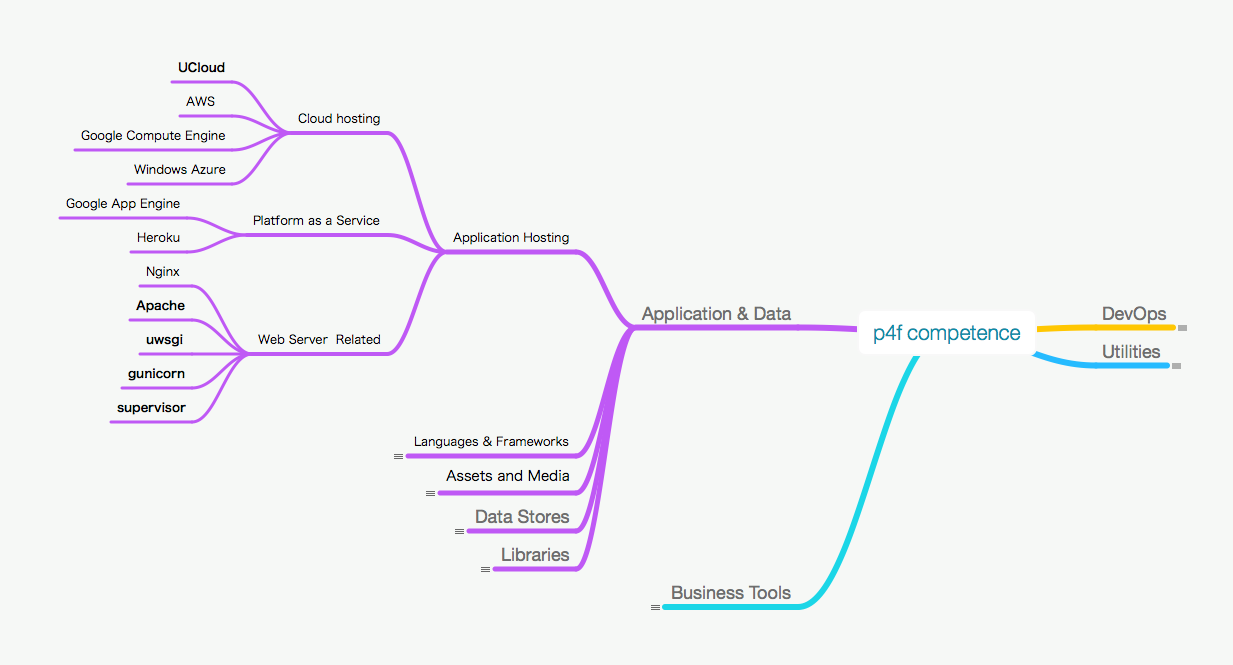 UCloud
AWS
Cloud hosting
Google Compute Engine
Windows Azure
Google App Engine
Platform as a Service
Heroku
Application Hosting
Nginx
Apache
uwsgi
Web Server  Related
gunicorn
supervisor
Application & Data
p4f competence
DevOps
Utilities
Languages & Frameworks
Assets and Media
Data Stores
Libraries
Business Tools